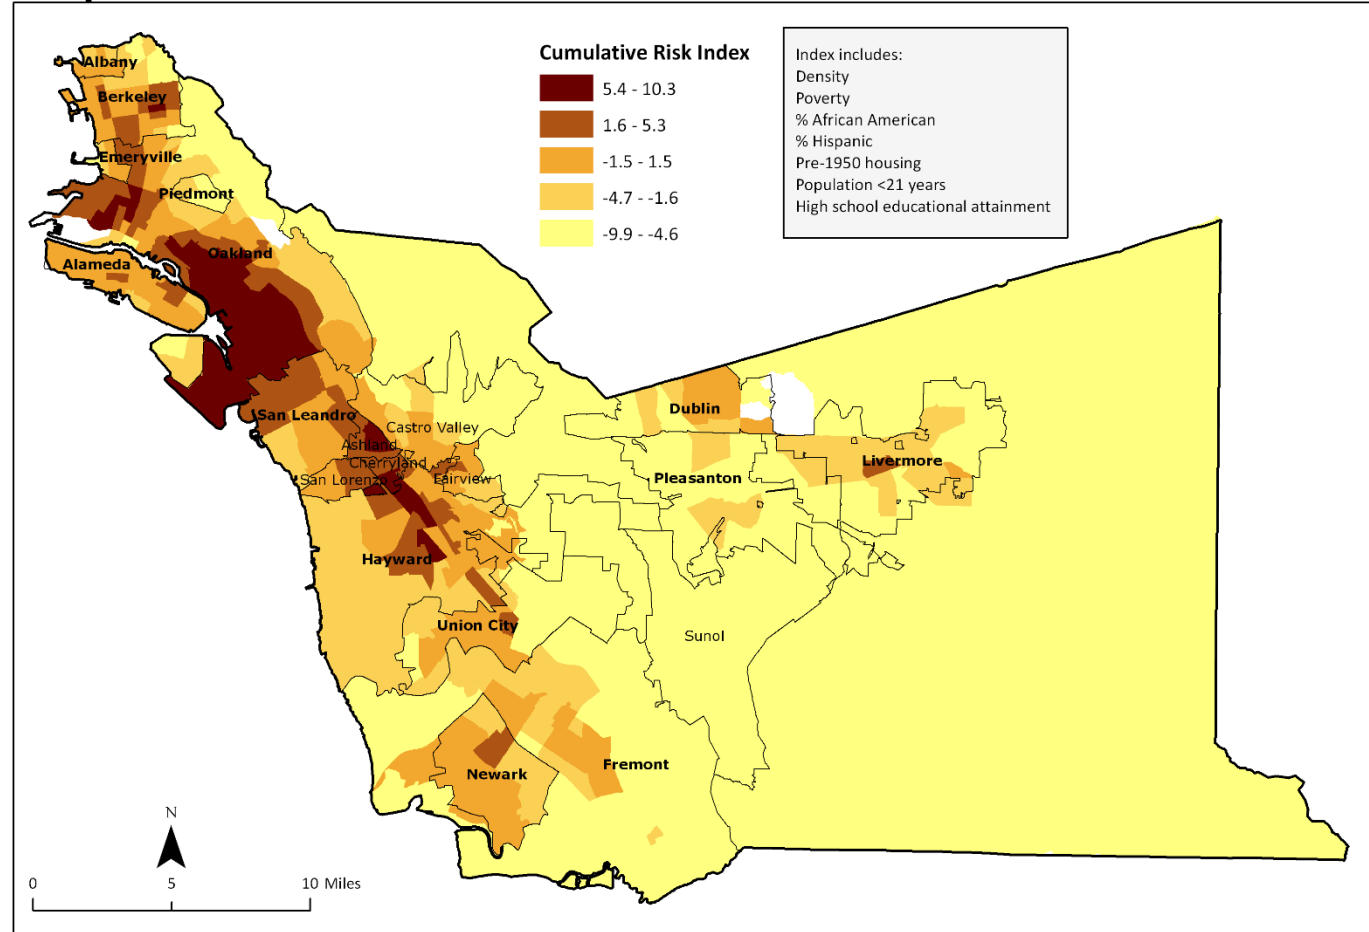 Cumulative Risk Index
5.4 - 10.3
1.6 - 5.3
-1.5 - 1.5
-4.7 - -1.6
-9.9 - -4.6
Index includes:
Density
Poverty
% African American
% Hispanic
Pre-1950 housing
Population <21 years
High school educational attainment
Albany
Berkeley
Emeryville
Piedmont
Oakland
Alameda
San Leandro
Castro Valley
Ashland
Cherryland
San Lorenzo
Fairview
Hayward
Union City
Newark
Fremont
Dublin
Pleasanton
Livermore
Sunol
N
0 5 10 Miles